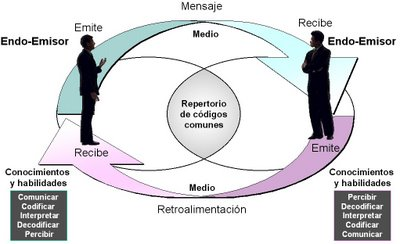 Mensaje
Emite
Medio
Recibe
Endo-Emisor
Endo-Emisor
Repertorio
de códigos
comunes
Recibe
Emite
Conocimientos
y habilidades
Comunicar
Codificar
Interpretar
Decodificar
Percibir
Medio
Retroalimentación
Conocimientos
y habilidades
Percibir
Decodificar
Interpretar
Codificar
Comunicar